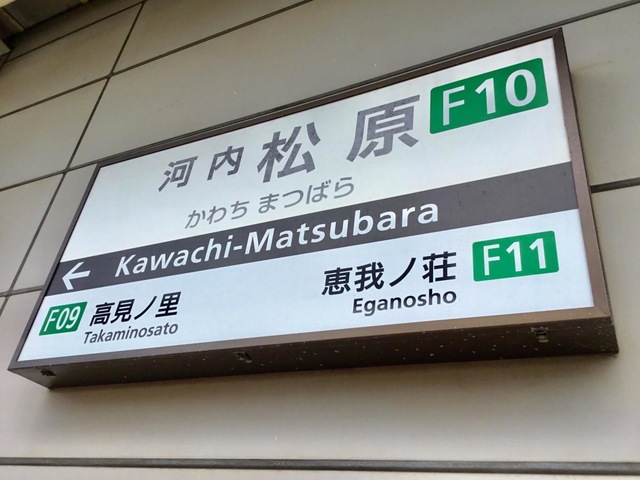 河内松原 F10
かわち まつばら
← Kawachi-Matsubara
F09 高見ノ里
Takaminosato
恵我ノ荘 F11
Eganosho